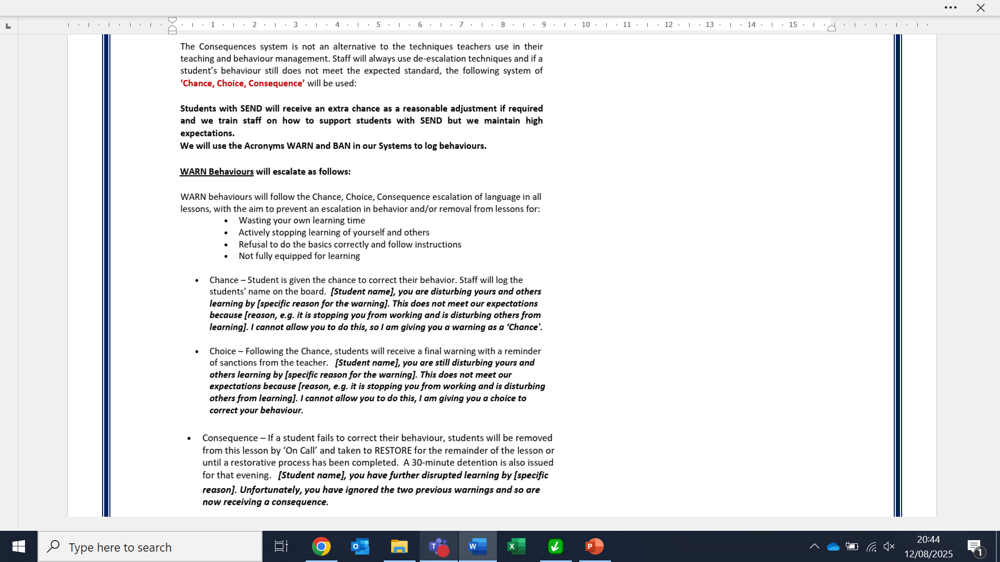 1 2 3 4 5 6 7 8 9 10 11 12 13 14 15
The Consequences system is not an alternative to the techniques teachers use in their
teaching and behaviour management. Staff will always use de-escalation techniques and if a
student’s behaviour still does not meet the expected standard, the following system of
‘Chance, Choice, Consequence’ will be used:
Students with SEND will receive an extra chance as a reasonable adjustment if required
and we train staff on how to support students with SEND but we maintain high
expectations.
We will use the Acronyms WARN and BAN in our Systems to log behaviours.
WARN Behaviours will escalate as follows:
WARN behaviours will follow the Chance, Choice, Consequence escalation of language in all
lessons, with the aim to prevent an escalation in behavior and/or removal from lessons for:
• Wasting your own learning time
• Actively stopping learning of yourself and others
• Refusal to do the basics correctly and follow instructions
• Not fully equipped for learning
• Chance – Student is given the chance to correct their behavior. Staff will log the
students' name on the board. [Student name], you are disturbing yours and others
learning by [specific reason for the warning]. This does not meet our expectations
because [reason, e.g. it is stopping you from working and is disturbing others from
learning]. I cannot allow you to do this, so I am giving you a warning as a ‘Chance'.
• Choice – Following the Chance, students will receive a final warning with a reminder
of sanctions from the teacher. [Student name], you are still disturbing yours and
others learning by [specific reason for the warning]. This does not meet our
expectations because [reason, e.g. it is stopping you from working and is disturbing
others from learning]. I cannot allow you to do this, I am giving you a choice to
correct your behaviour.
• Consequence – If a student fails to correct their behaviour, students will be removed
from this lesson by ‘On Call’ and taken to RESTORE for the remainder of the lesson or
until a restorative process has been completed. A 30-minute detention is also issued
for that evening. [Student name], you have further disrupted learning by [specific
reason]. Unfortunately, you have ignored the two previous warnings and so are
now receiving a consequence.
Type here to search
20:44
12/08/2025
1